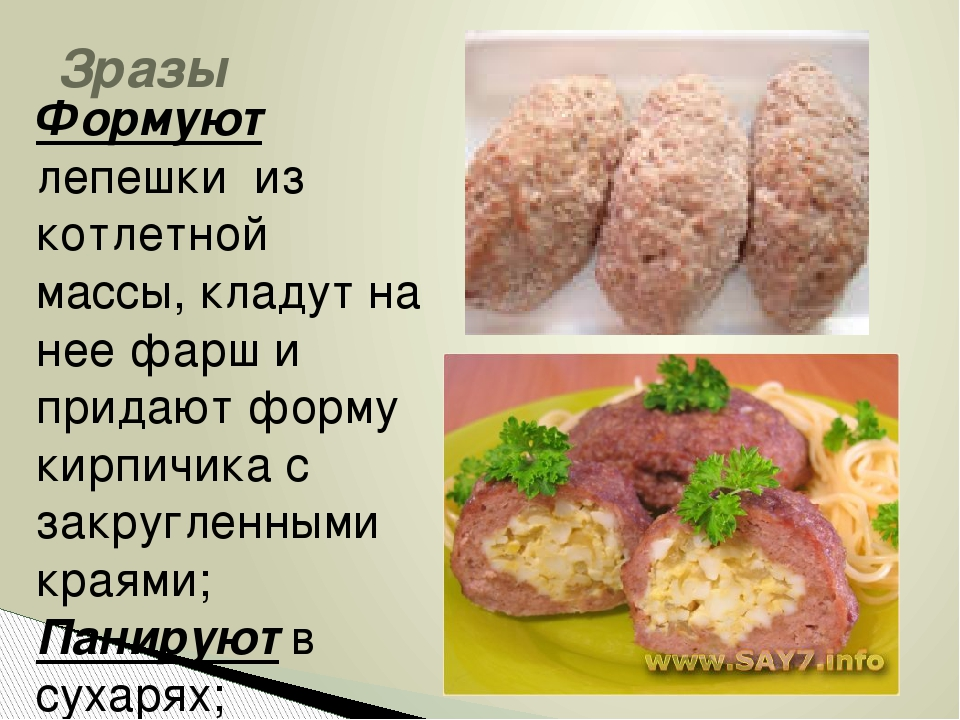 Зразы
Формуют
лепешки из
котлетной
массы, кладут на
нее фарш и
придают форму
кирпичика с
закругленными
краями;
Панируют в
сухарях;
www.SAY7.info